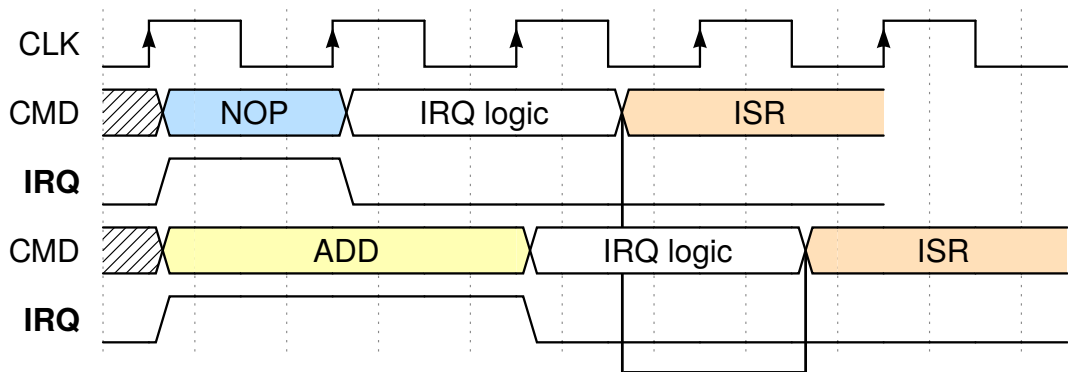 CLK
CMD NOP IRQ logic ISR
IRQ
CMD ADD IRQ logic ISR
IRQ